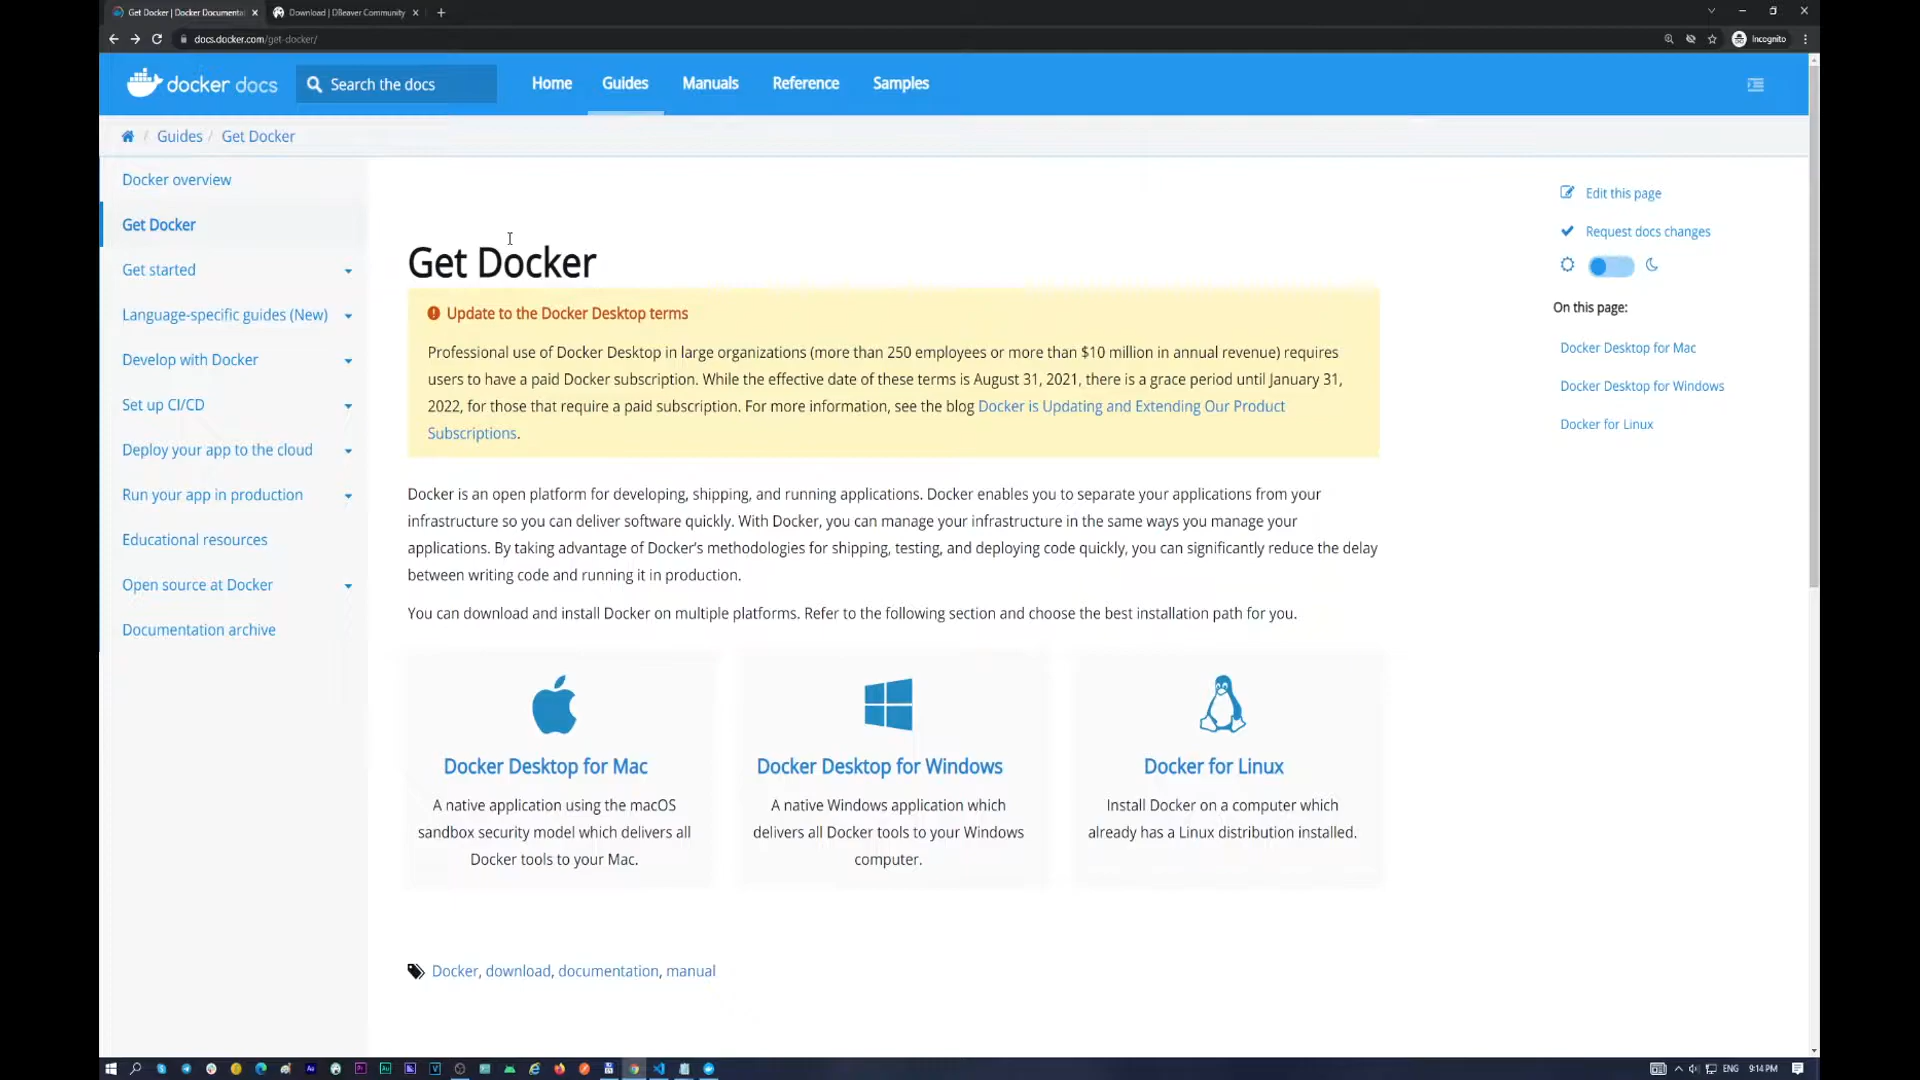 Get Docker | Docker Documenta
Download | DBeaver Community
docs.docker.com/get-docker/
Incognito
docker docs
Search the docs
Home
Guides
Manuals
Reference
Samples
/ Guides / Get Docker
Docker overview
Get Docker
Get started
Language-specific guides (New)
Develop with Docker
Set up CI/CD
Deploy your app to the cloud
Run your app in production
Educational resources
Open source at Docker
Documentation archive
Get Docker
Update to the Docker Desktop terms
Professional use of Docker Desktop in large organizations (more than 250 employees or more than $10 million in annual revenue) requires
users to have a paid Docker subscription. While the effective date of these terms is August 31, 2021, there is a grace period until January 31,
2022, for those that require a paid subscription. For more information, see the blog Docker is Updating and Extending Our Product
Subscriptions.
Docker is an open platform for developing, shipping, and running applications. Docker enables you to separate your applications from your
infrastructure so you can deliver software quickly. With Docker, you can manage your infrastructure in the same ways you manage your
applications. By taking advantage of Docker's methodologies for shipping, testing, and deploying code quickly, you can significantly reduce the delay
between writing code and running it in production.
You can download and install Docker on multiple platforms. Refer to the following section and choose the best installation path for you.
Docker Desktop for Mac
A native application using the macOS
sandbox security model which delivers all
Docker tools to your Mac.
Docker Desktop for Windows
A native Windows application which
delivers all Docker tools to your Windows
computer.
Docker for Linux
Install Docker on a computer which
already has a Linux distribution installed.
Docker, download, documentation, manual
Edit this page
Request docs changes
On this page:
Docker Desktop for Mac
Docker Desktop for Windows
Docker for Linux
ENG
9:14 PM